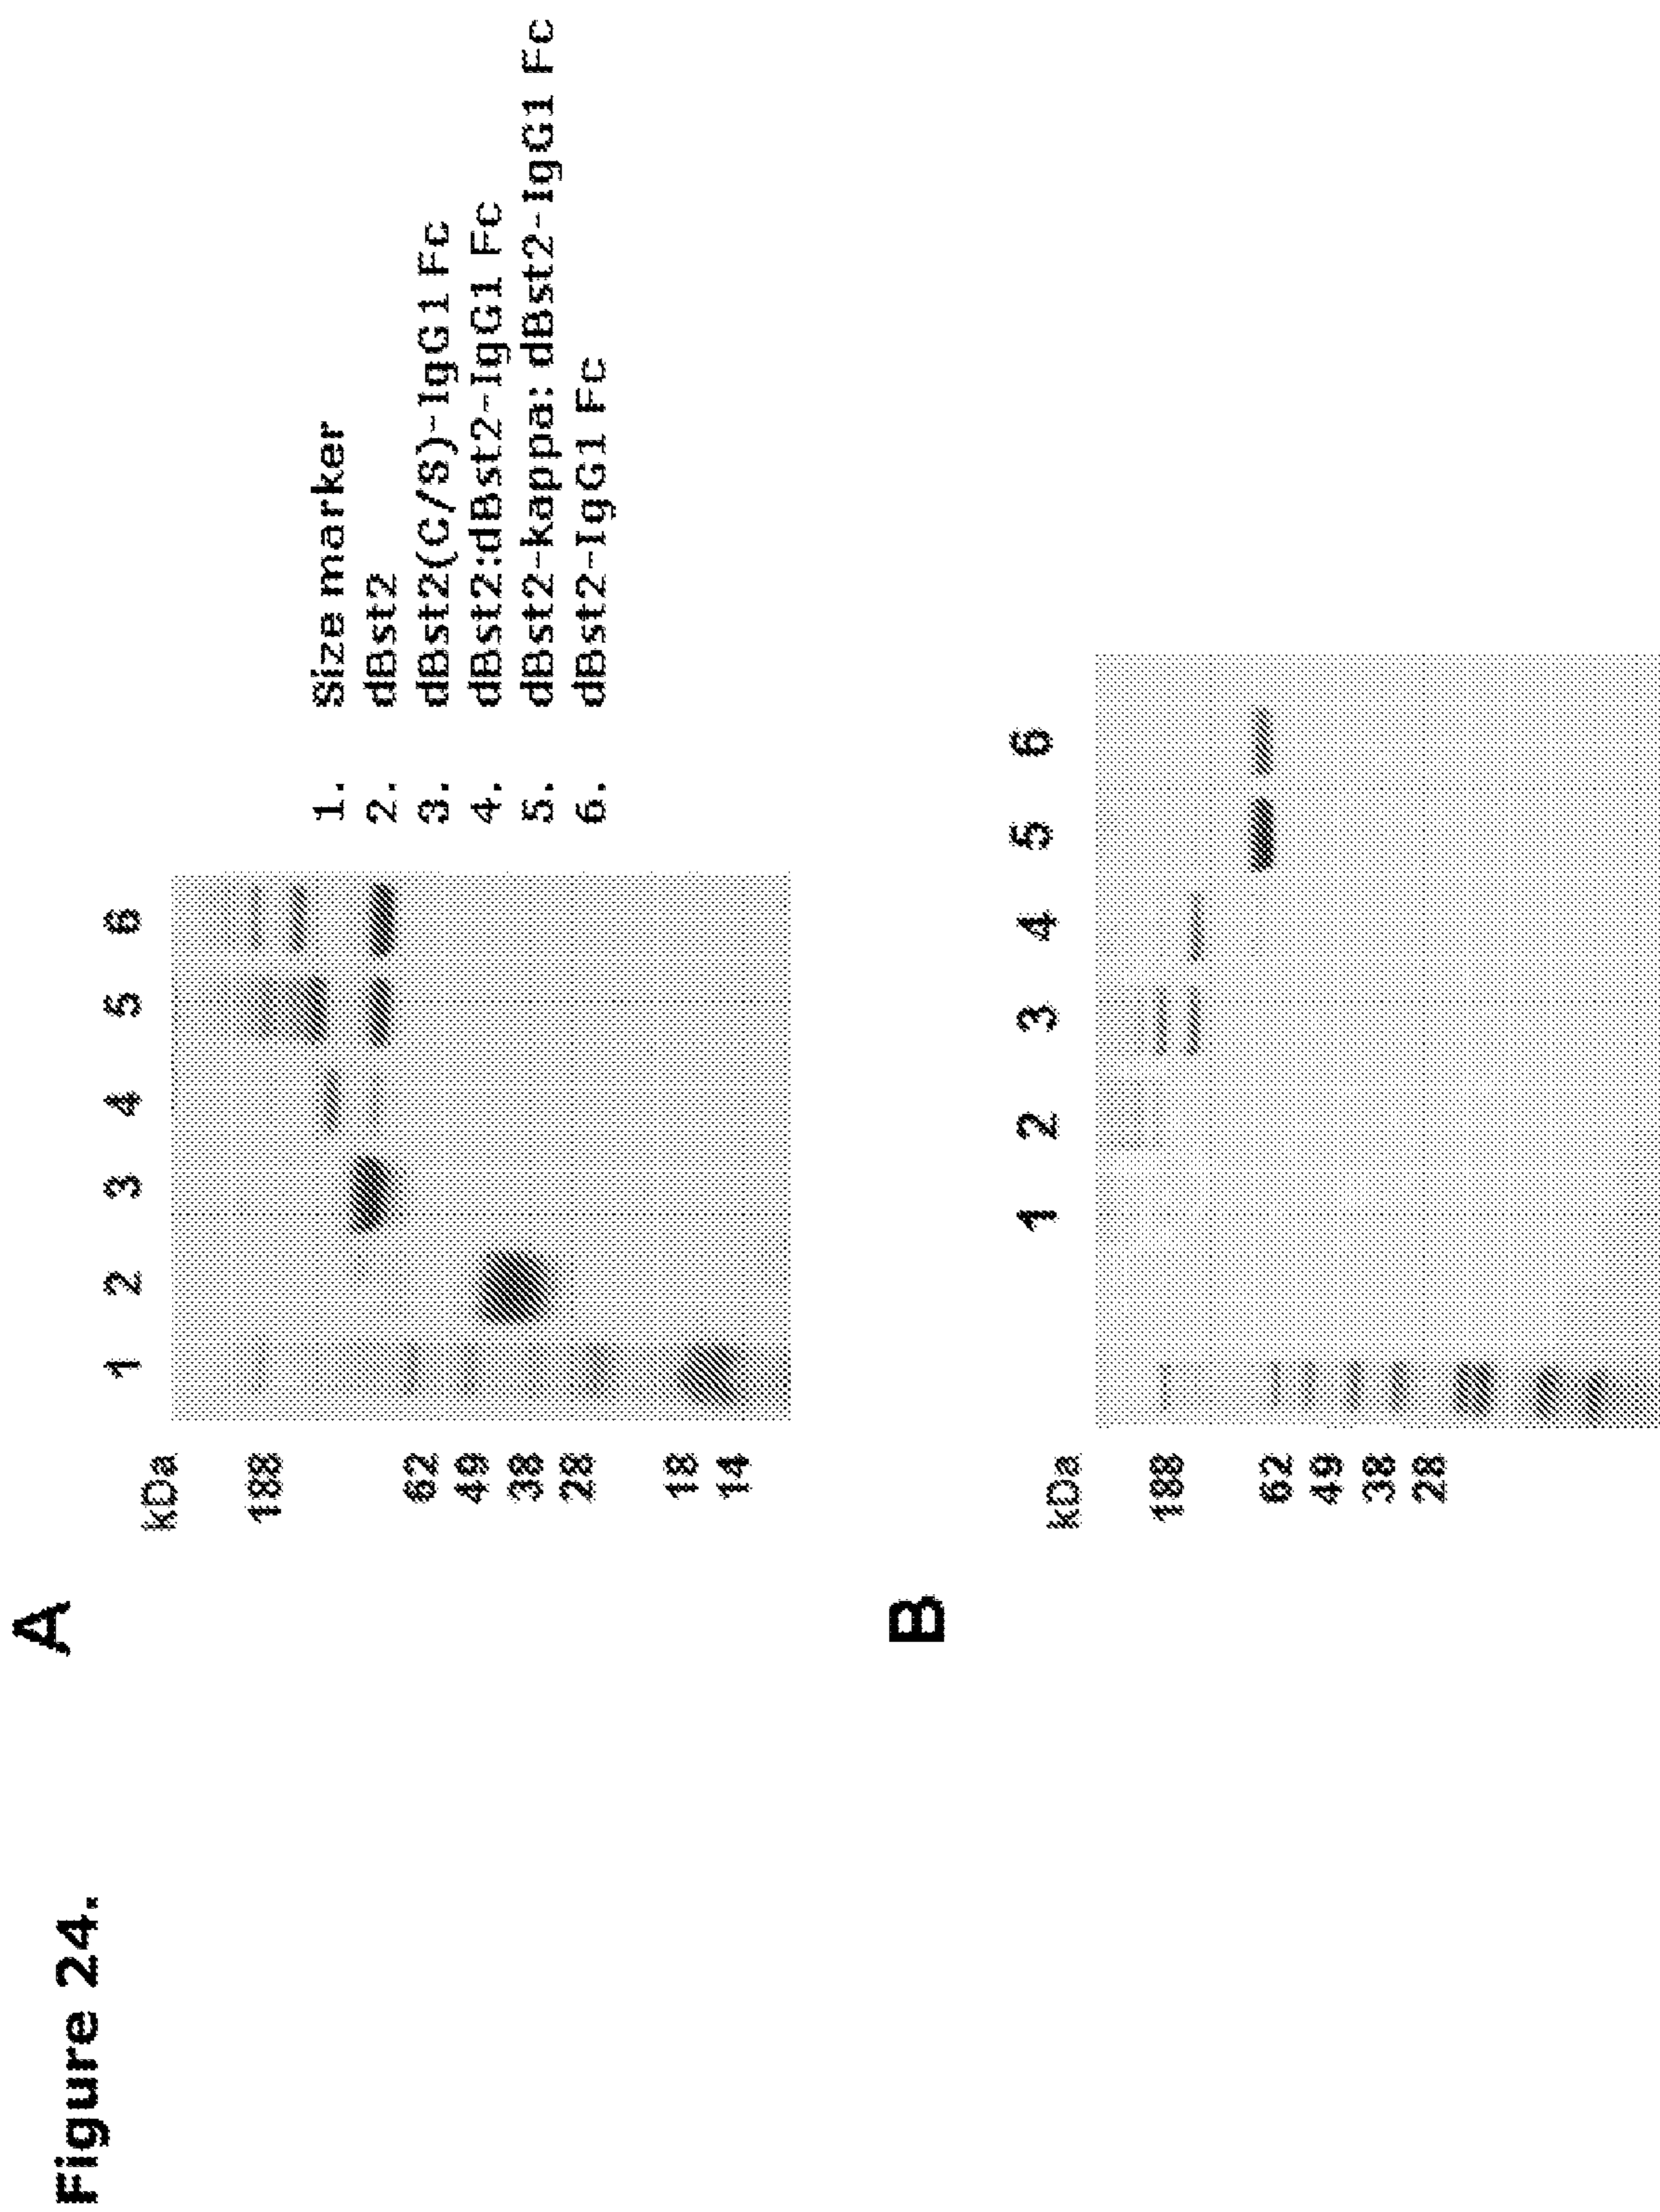 Figure 24.
A
1 2 3 4 5 6
kDa
188
62
49
38
28
18
14
1. Size marker
2. dBst2
3. dBst2(C/S)-IgG1 Fc
4. dBst2:dBst2-IgG1 Fc
5. dBst2-kappa: dBst2-IgG1 Fc
6. dBst2-IgG1 Fc
B
1 2 3 4 5 6
kDa
188
62
49
38
28